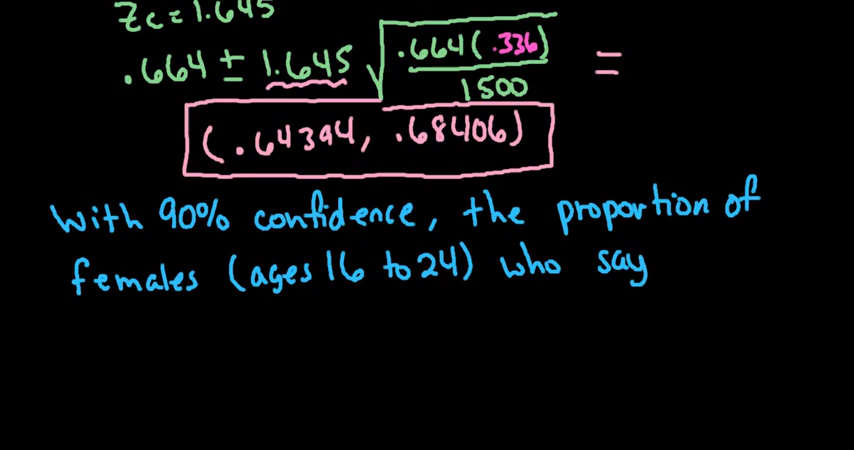 Zc = 1.645
.664 ± 1.645 √ .664(.336) / 1500 =
(.64394, .68406)
With 90% confidence, the proportion of
females (ages 16 to 24) who say